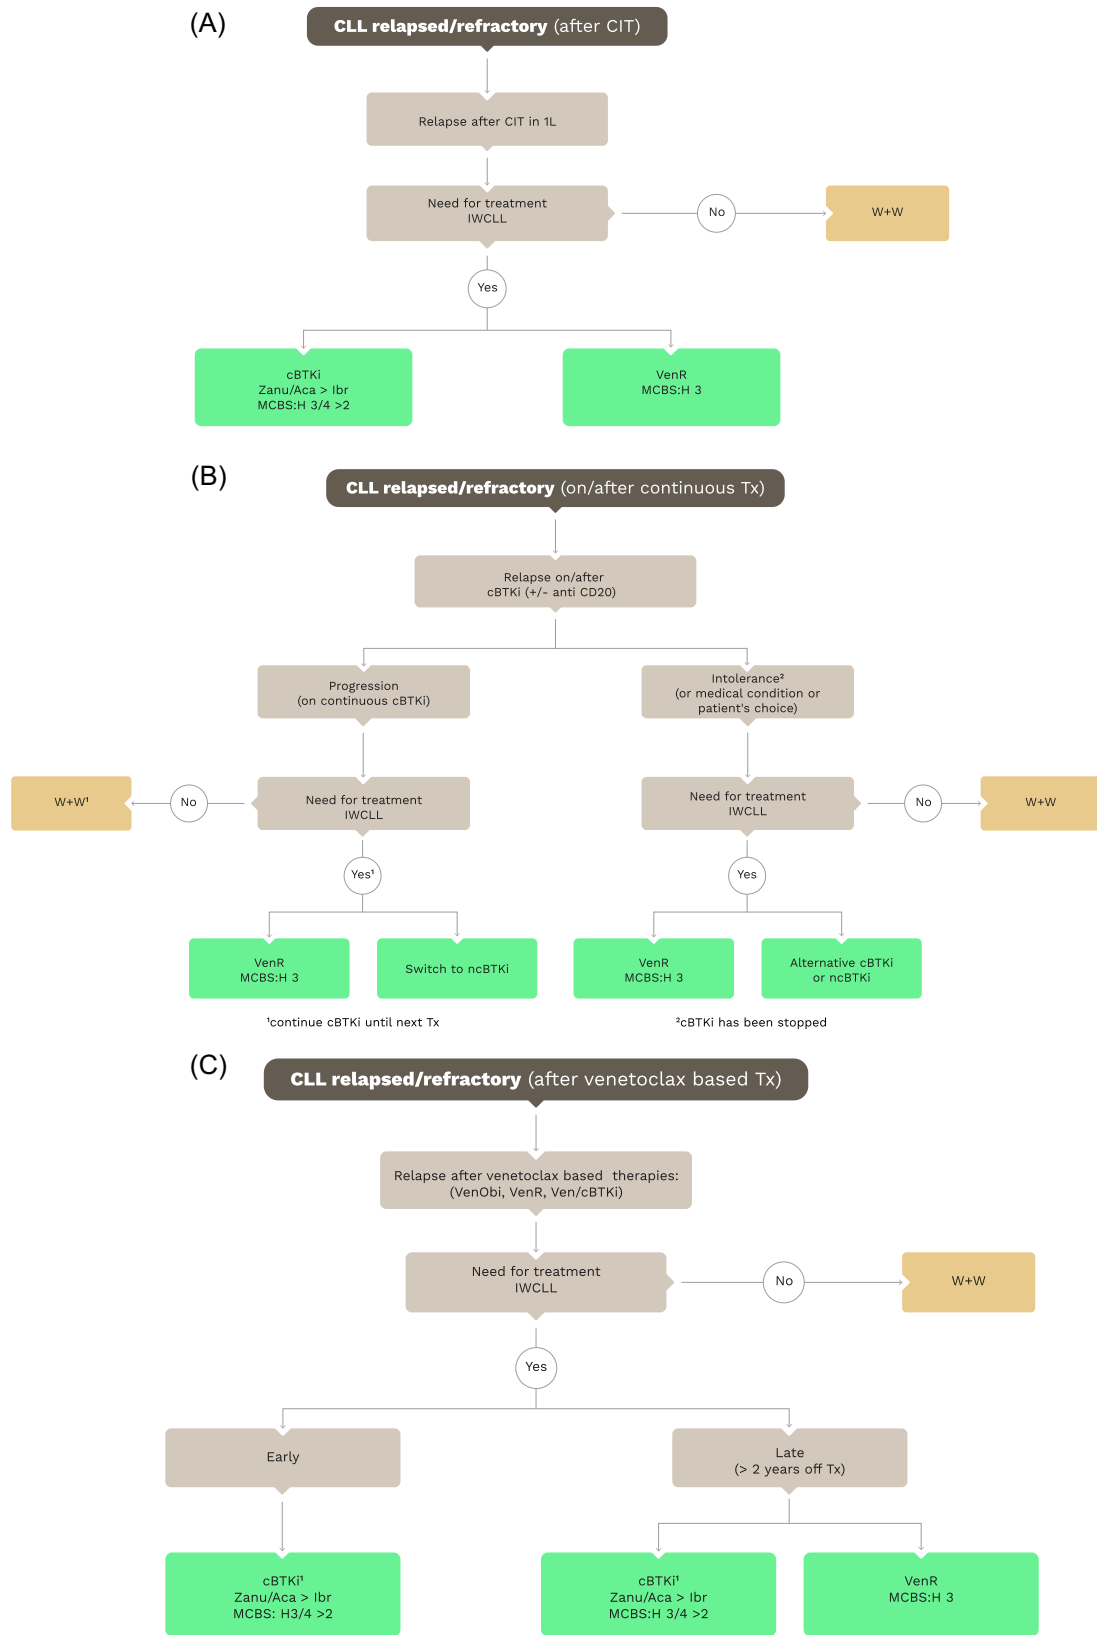 (A)
CLL relapsed/refractory (after CIT)
Relapse after CIT in 1L
Need for treatment
IWCLL
No
W+W
Yes
cBTKi
Zanu/Aca > Ibr
MCBS:H 3/4 >2
VenR
MCBS:H 3
(B)
CLL relapsed/refractory (on/after continuous Tx)
Relapse on/after
cBTKi (+/- anti CD20)
Progression
(on continuous cBTKi)
Intolerance²
(or medical condition or
patient's choice)
W+W¹
No
Need for treatment
IWCLL
Need for treatment
IWCLL
No
W+W
Yes¹
Yes
VenR
MCBS:H 3
Switch to ncBTKi
VenR
MCBS:H 3
Alternative cBTKi
or ncBTKi
¹continue cBTKi until next Tx
²cBTKi has been stopped
(C)
CLL relapsed/refractory (after venetoclax based Tx)
Relapse after venetoclax based therapies:
(VenObi, VenR, Ven/cBTKi)
Need for treatment
IWCLL
No
W+W
Yes
Early
Late
(> 2 years off Tx)
cBTKi¹
Zanu/Aca > Ibr
MCBS: H3/4 >2
cBTKi¹
Zanu/Aca > Ibr
MCBS:H 3/4 >2
VenR
MCBS:H 3